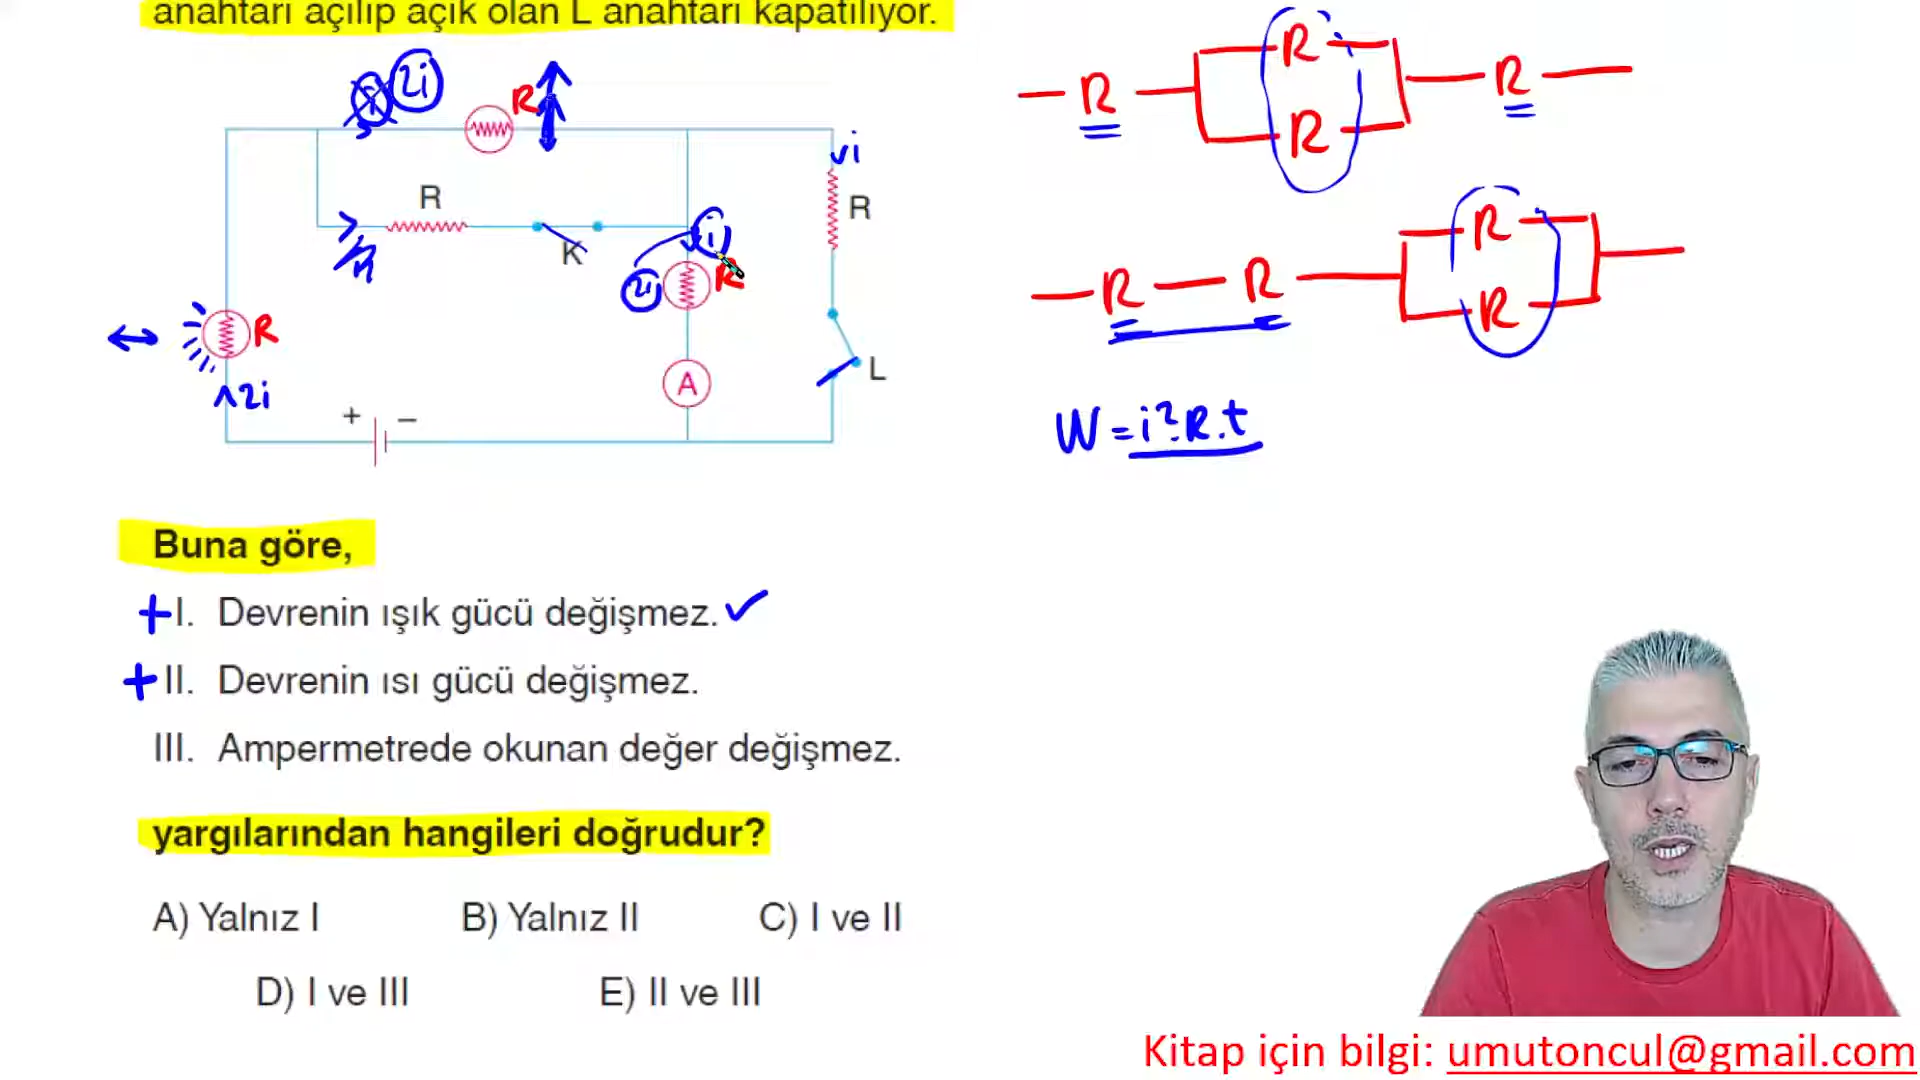 anahtarı açılıp açık olan L anahtarı kapatılıyor.
2i
R
i
R
R
K
i
2i
R
R
2i
A
L
+ −
R R R
R
R R R
R
W = i².R.t
Buna göre,
+ I. Devrenin ışık gücü değişmez. ✓
+ II. Devrenin ısı gücü değişmez.
III. Ampermetrede okunan değer değişmez.
yargılarından hangileri doğrudur?
A) Yalnız I B) Yalnız II C) I ve II
D) I ve III E) II ve III
Kitap için bilgi: umutoncul@gmail.com